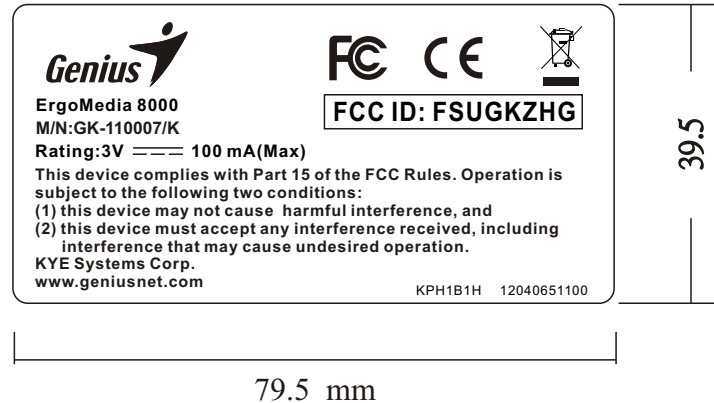 Genius
FC CE
ErgoMedia 8000
FCC ID: FSUGKZHG
M/N:GK-110007/K
Rating:3V 100 mA(Max)
This device complies with Part 15 of the FCC Rules. Operation is
subject to the following two conditions:
(1) this device may not cause harmful interference, and
(2) this device must accept any interference received, including
interference that may cause undesired operation.
KYE Systems Corp.
www.geniusnet.com
KPH1B1H 12040651100
39.5
79.5 mm